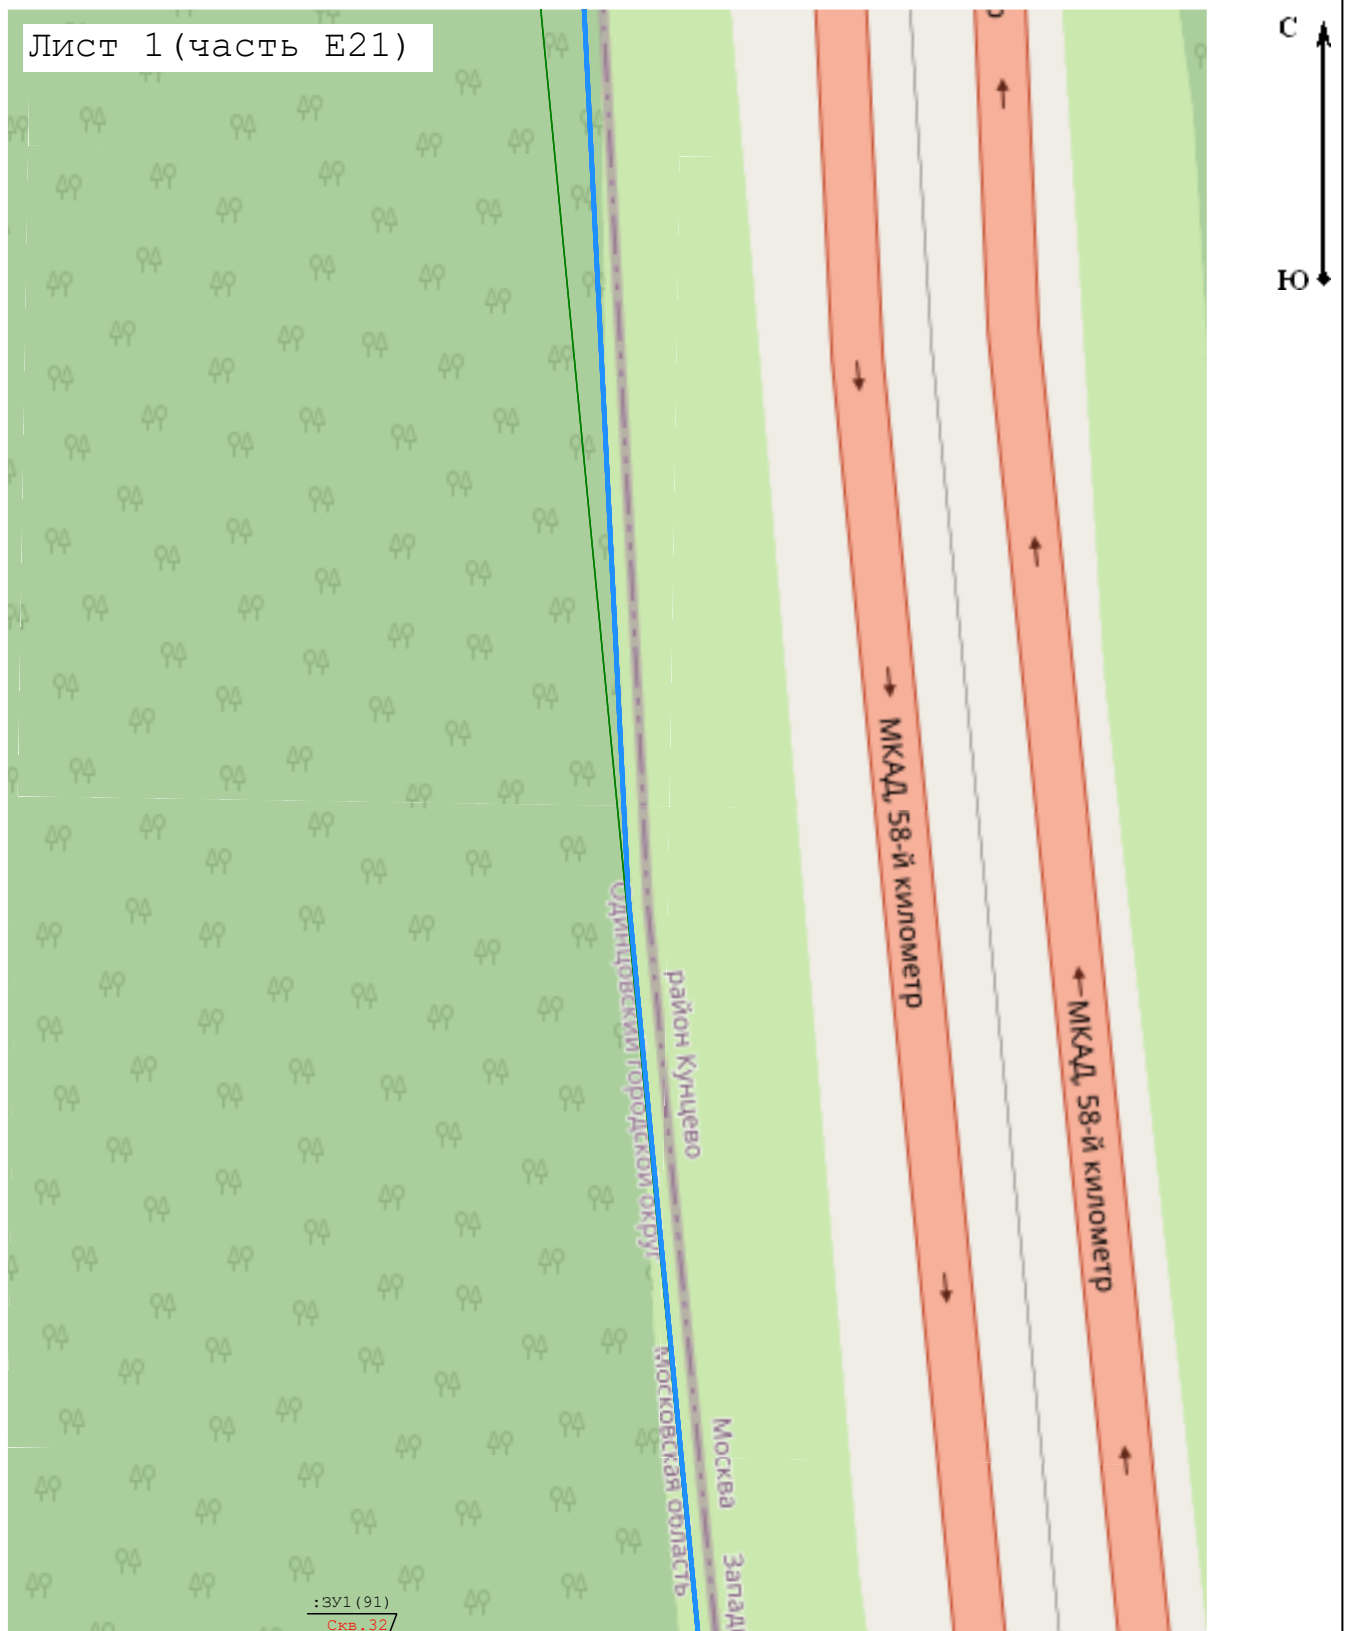 Лист 1(часть Е21)
С
Ю
МКАД, 58-й километр
МКАД, 58-й километр
Одинцовский городской округ
район Кунцево
Московская область
Москва
Запад
:ЗУ1(91)
Скв.32